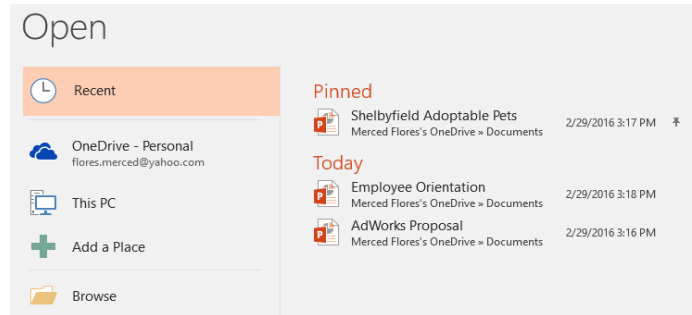 Open
Recent
OneDrive - Personal
flores.merced@yahoo.com
This PC
Add a Place
Browse
Pinned
Shelbyfield Adoptable Pets 2/29/2016 3:17 PM
Merced Flores's OneDrive » Documents
Today
Employee Orientation 2/29/2016 3:18 PM
Merced Flores's OneDrive » Documents
AdWorks Proposal 2/29/2016 3:16 PM
Merced Flores's OneDrive » Documents